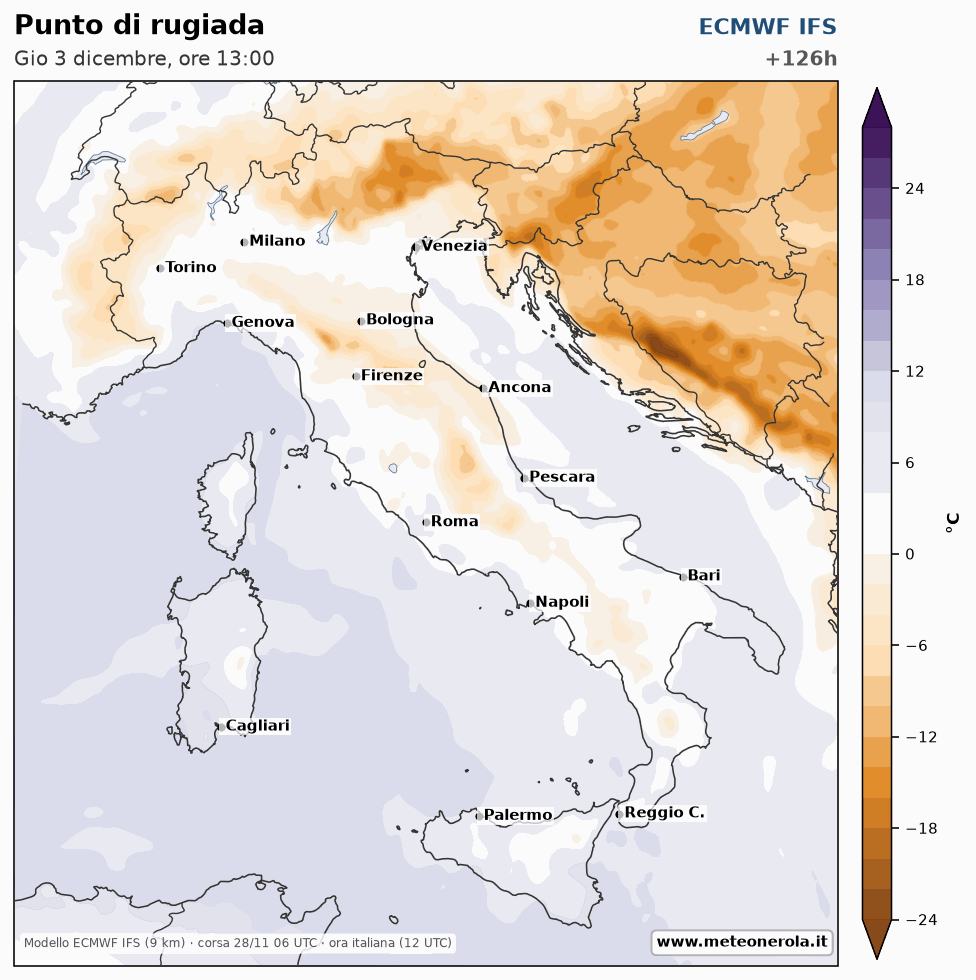 Punto di rugiada
ECMWF IFS
Gio 3 dicembre, ore 13:00
+126h
Milano
Venezia
Torino
Genova
Bologna
Firenze
Ancona
Pescara
Roma
Bari
Napoli
Cagliari
Palermo
Reggio C.
24
18
12
6
0
−6
−12
−18
−24
°C
Modello ECMWF IFS (9 km) · corsa 28/11 06 UTC · ora italiana (12 UTC)
www.meteonerola.it